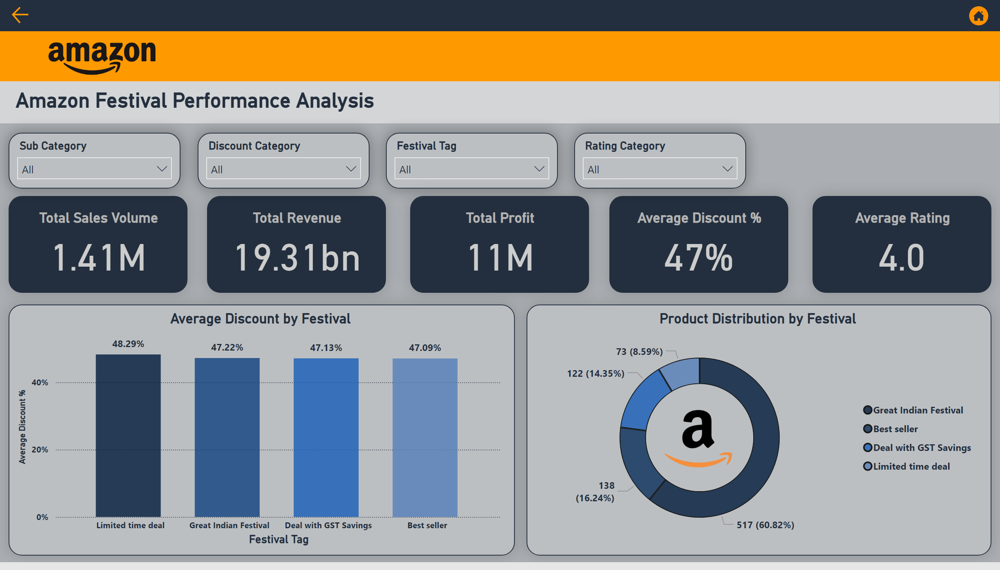 amazon
Amazon Festival Performance Analysis
Sub Category
All
Discount Category
All
Festival Tag
All
Rating Category
All
Total Sales Volume
1.41M
Total Revenue
19.31bn
Total Profit
11M
Average Discount %
47%
Average Rating
4.0
Average Discount by Festival
48.29%
47.22%
47.13%
47.09%
40%
20%
0%
Average Discount %
Limited time deal
Great Indian Festival
Deal with GST Savings
Best seller
Festival Tag
Product Distribution by Festival
73 (8.59%)
122 (14.35%)
138
(16.24%)
517 (60.82%)
a
Great Indian Festival
Best seller
Deal with GST Savings
Limited time deal